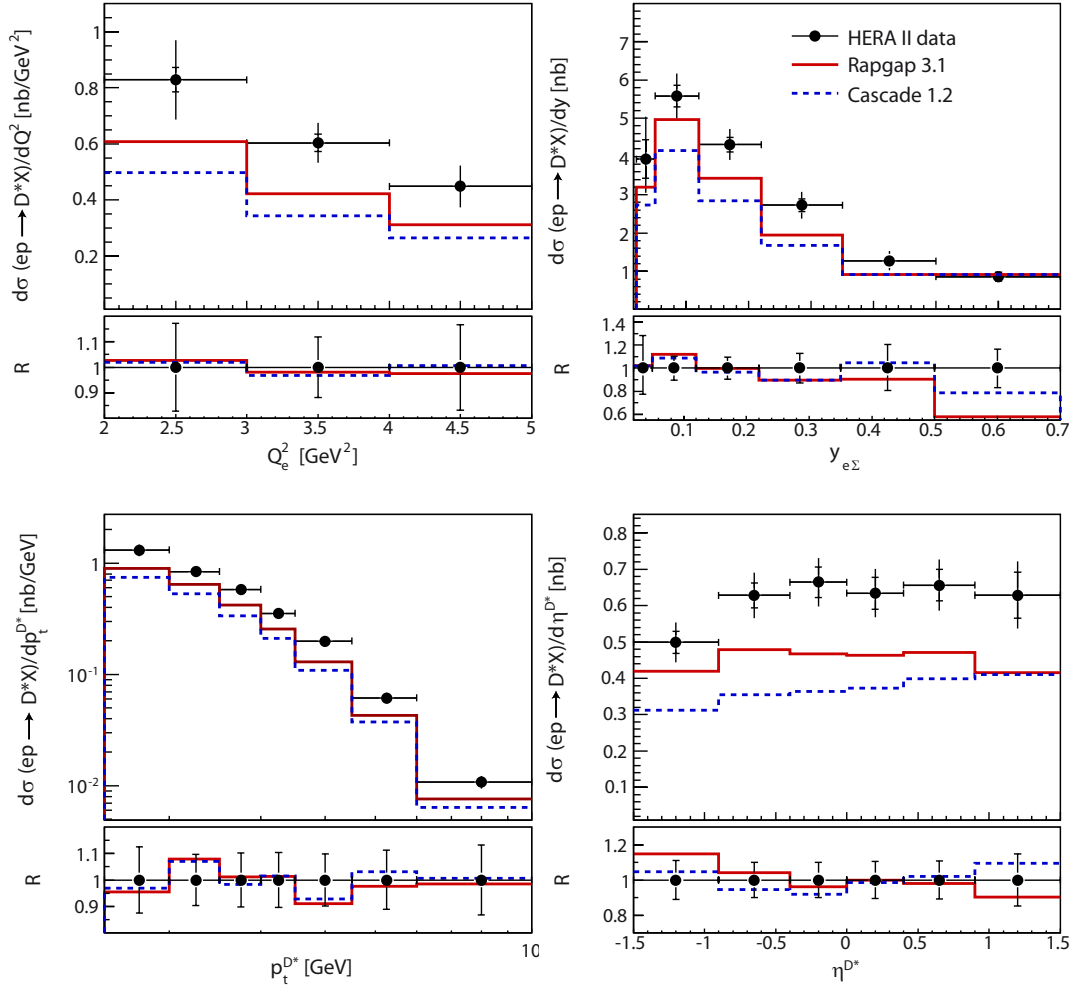 dσ (ep → D*X)/dQ² [nb/GeV²]
1
0.8
0.6
0.4
0.2
R
1.1
1
0.9
2 2.5 3 3.5 4 4.5 5
Q²ₑ [GeV²]
dσ (ep → D*X)/dy [nb]
7
6
5
4
3
2
1
HERA II data
Rapgap 3.1
Cascade 1.2
R
1.4
1.2
1
0.8
0.6
0.1 0.2 0.3 0.4 0.5 0.6 0.7
y eΣ
dσ (ep → D*X)/dp_t^D* [nb/GeV]
1
10⁻¹
10⁻²
R
1.1
1
0.9
10
p_t^D* [GeV]
dσ (ep → D*X)/dη^D* [nb]
0.8
0.7
0.6
0.5
0.4
0.3
0.2
0.1
R
1.2
1
0.8
-1.5 -1 -0.5 0 0.5 1 1.5
η^D*